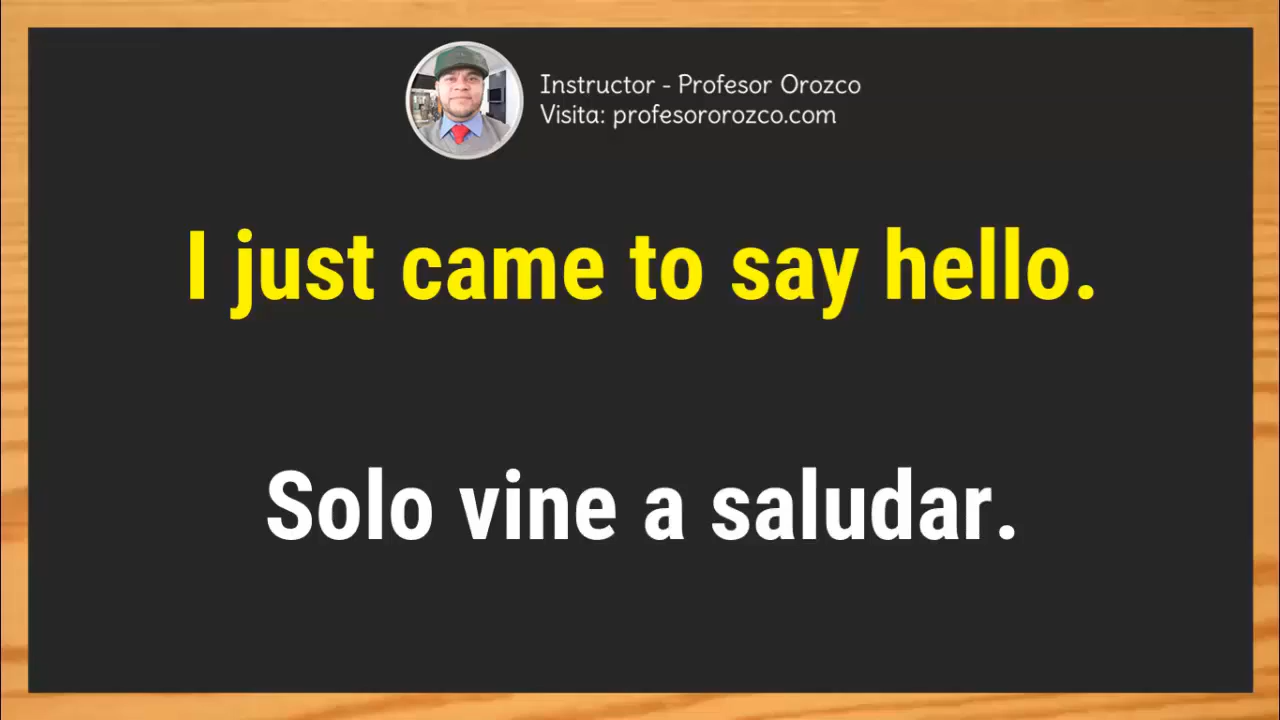 Instructor - Profesor Orozco
Visita: profesororozco.com
I just came to say hello.
Solo vine a saludar.